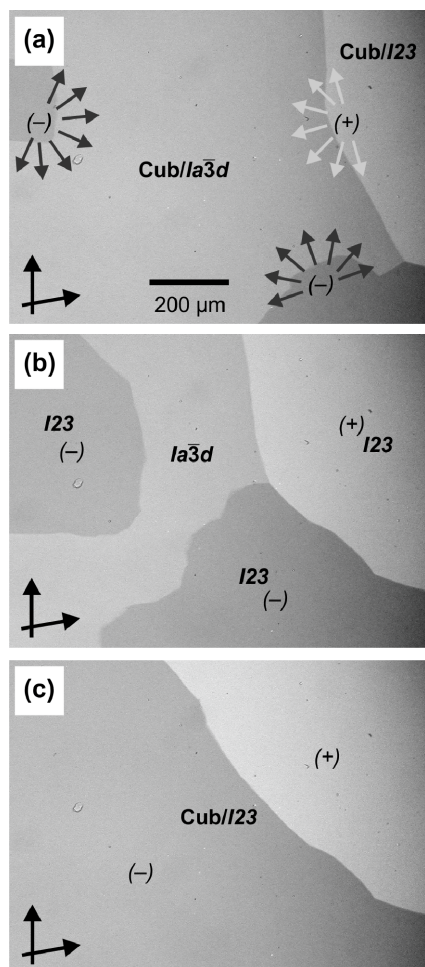 (a)
Cub/I23
(–)
(+)
Cub/Ia3̅d
200 µm
(–)
(b)
I23
(–)
(+)
I23
Ia3̅d
I23
(–)
(c)
(+)
Cub/I23
(–)